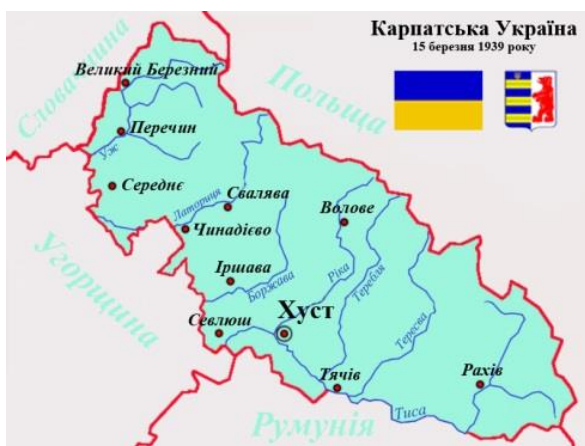 Карпатська Україна
15 березня 1939 року
Словаччина
Великий Березний
Польща
Перечин
Уж
Середнє
Латориця
Свалява
Волове
Чинадієво
Угорщина
Іршава
Боржава
Ріка
Теребля
Хуст
Севлюш
Тересва
Тячів
Рахів
Тиса
Румунія